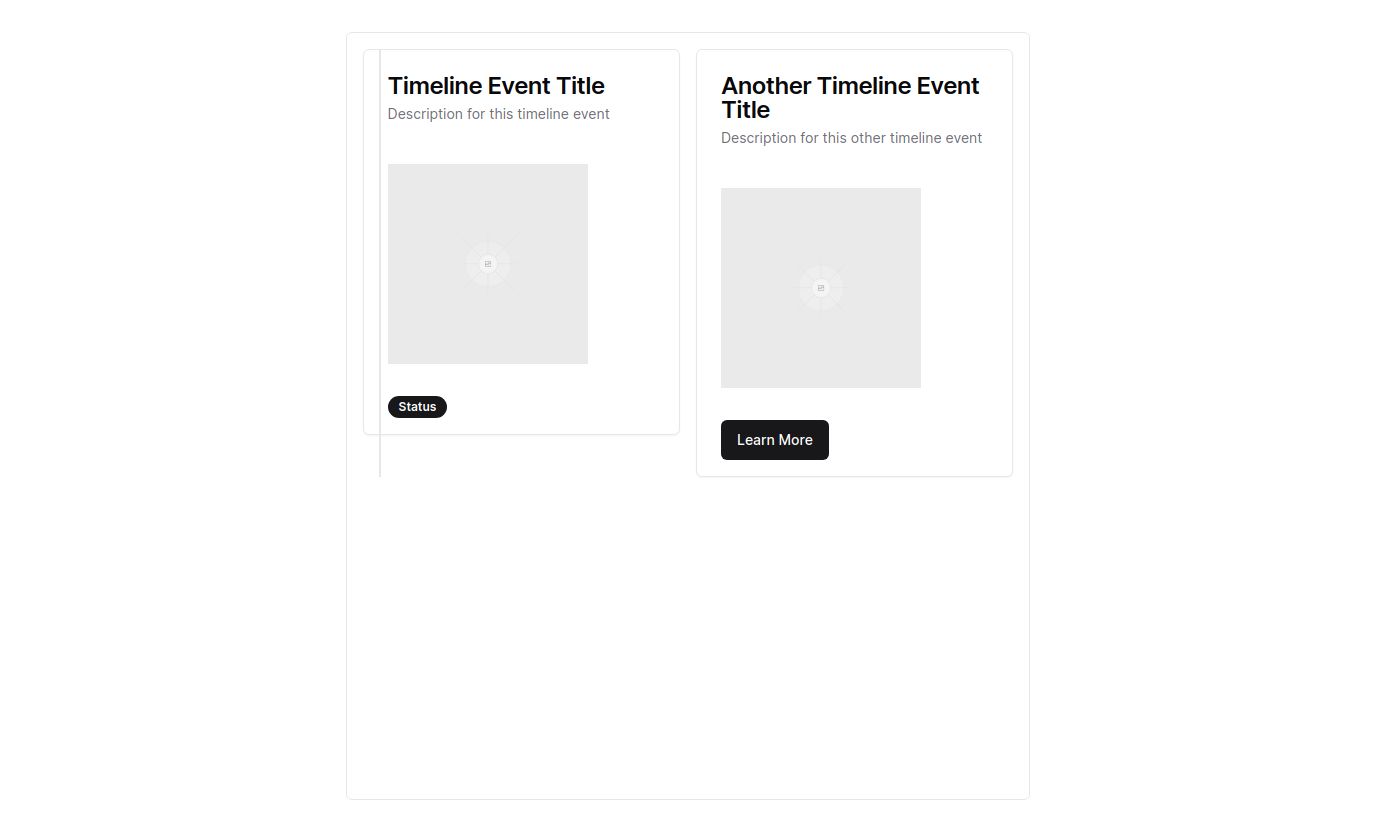 Timeline Event Title
Description for this timeline event
Status
Another Timeline Event
Title
Description for this other timeline event
Learn More